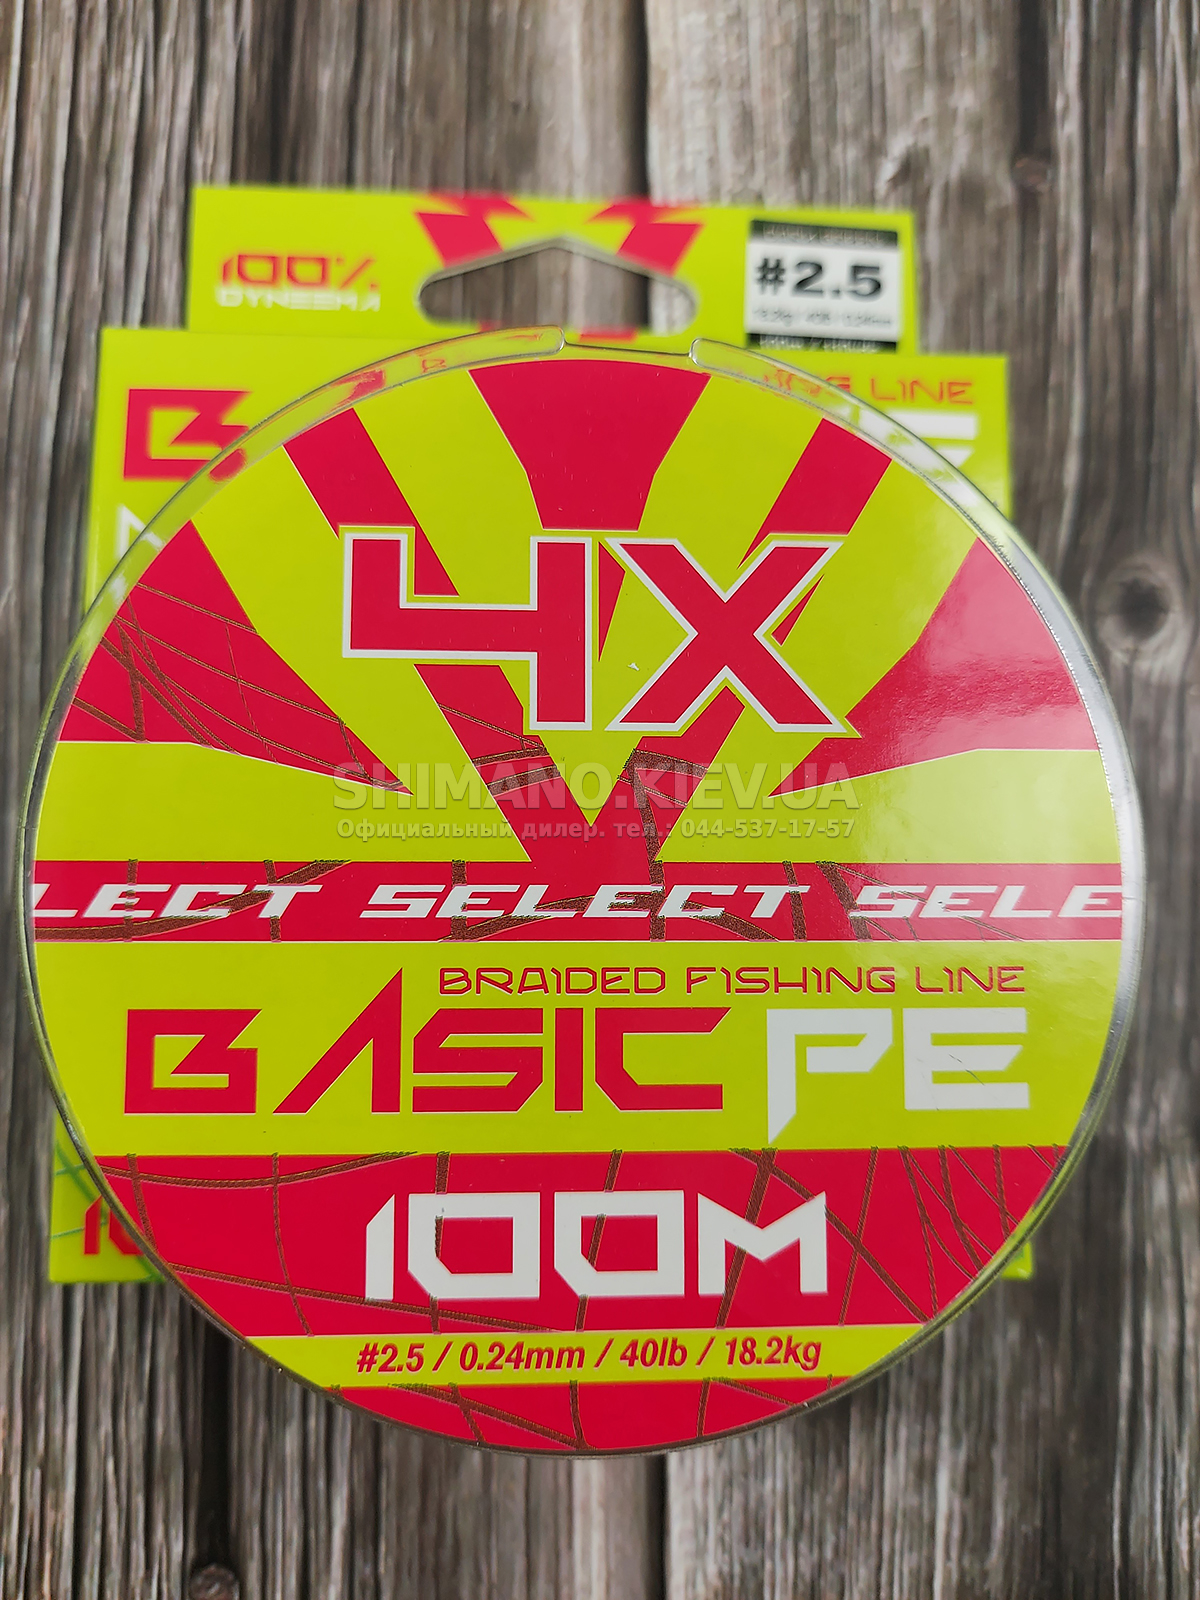 100%
DYNEEMA
#2.5
LINE
4X
SHIMANO.KIEV.UA
Официальный дилер. тел.: 044-537-17-57
LECT SELECT SELE
BRAIDED FISHING LINE
BASIC PE
100M
#2.5 / 0.24mm / 40lb / 18.2kg